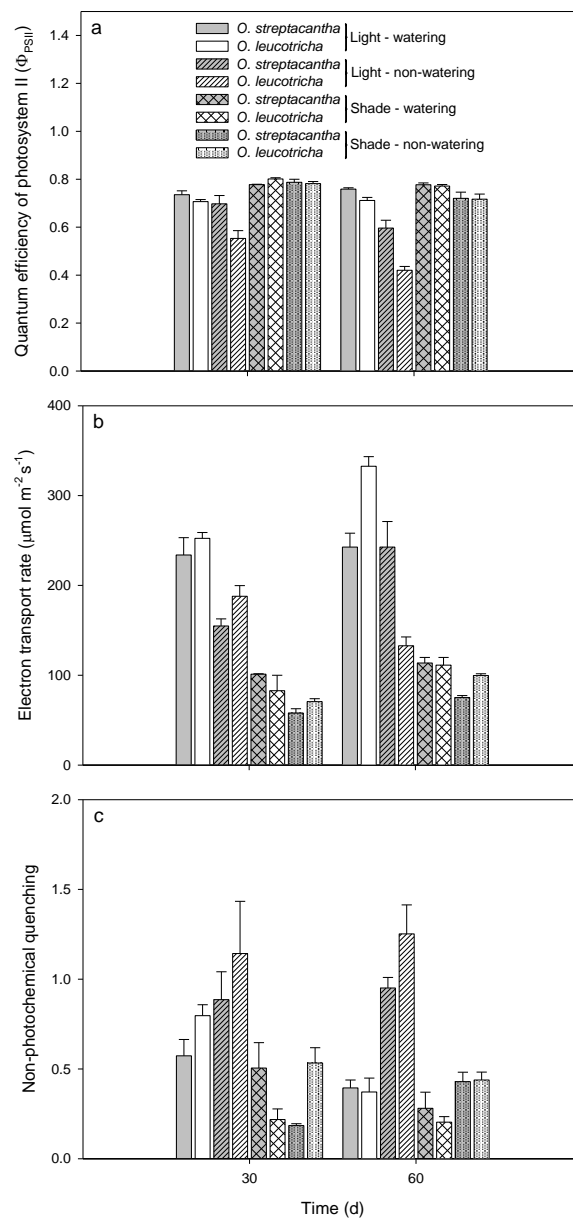 a
O. streptacantha
O. leucotricha
Light - watering
O. streptacantha
O. leucotricha
Light - non-watering
O. streptacantha
O. leucotricha
Shade - watering
O. streptacantha
O. leucotricha
Shade - non-watering
Quantum efficiency of photosystem II (ΦPSII)
1.4
1.2
1.0
0.8
0.6
0.4
0.2
0.0
b
Electron transport rate (μmol m-2 s-1)
400
300
200
100
0
c
Non-photochemical quenching
2.0
1.5
1.0
0.5
0.0
30 60
Time (d)